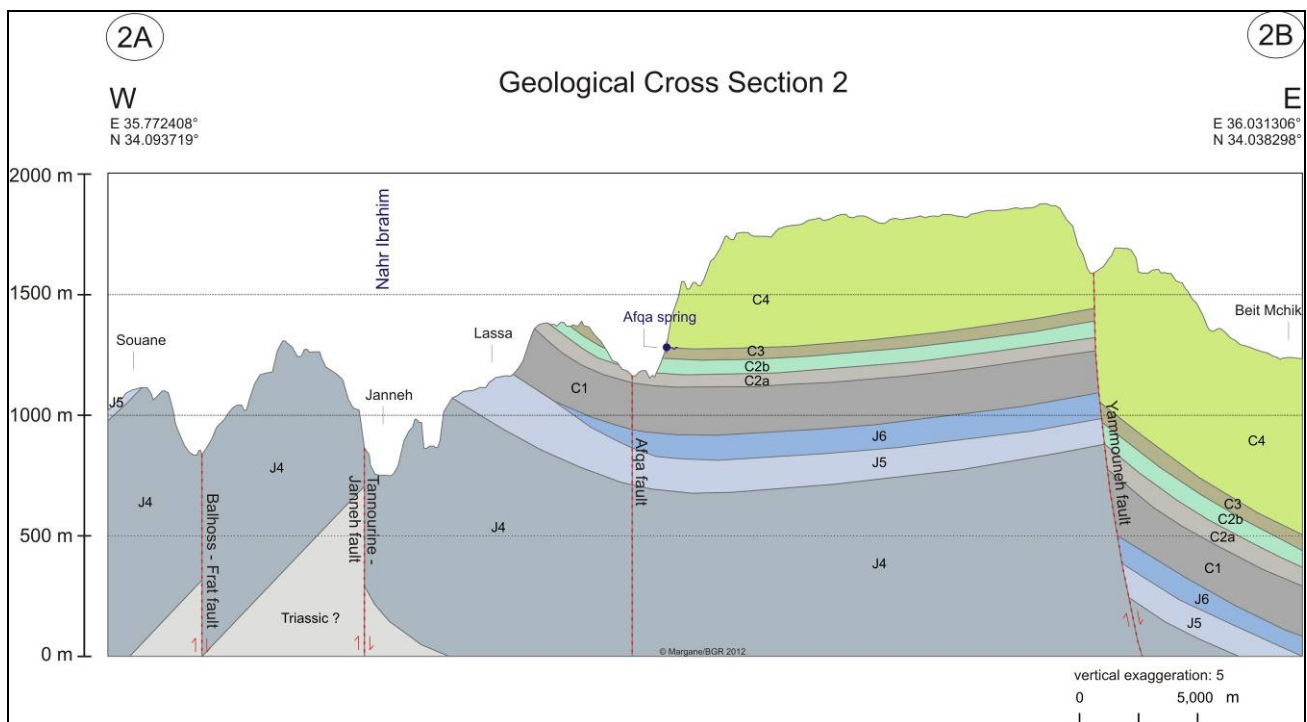 2A
2B
Geological Cross Section 2
W
E
E 35.772408°
N 34.093719°
E 36.031306°
N 34.038298°
2000 m
1500 m
1000 m
500 m
0 m
Nahr Ibrahim
Souane
Janneh
Lassa
Afqa spring
Beit Mchik
J5
J4
J4
J4
J4
Triassic ?
Balhoss - Frat fault
Tannourine -
Janneh fault
Afqa fault
Yammouneh fault
C4
C3
C2b
C2a
C1
J6
J5
C4
C3
C2b
C2a
C1
J6
J5
© Margane/BGR 2012
vertical exaggeration: 5
0 5,000 m